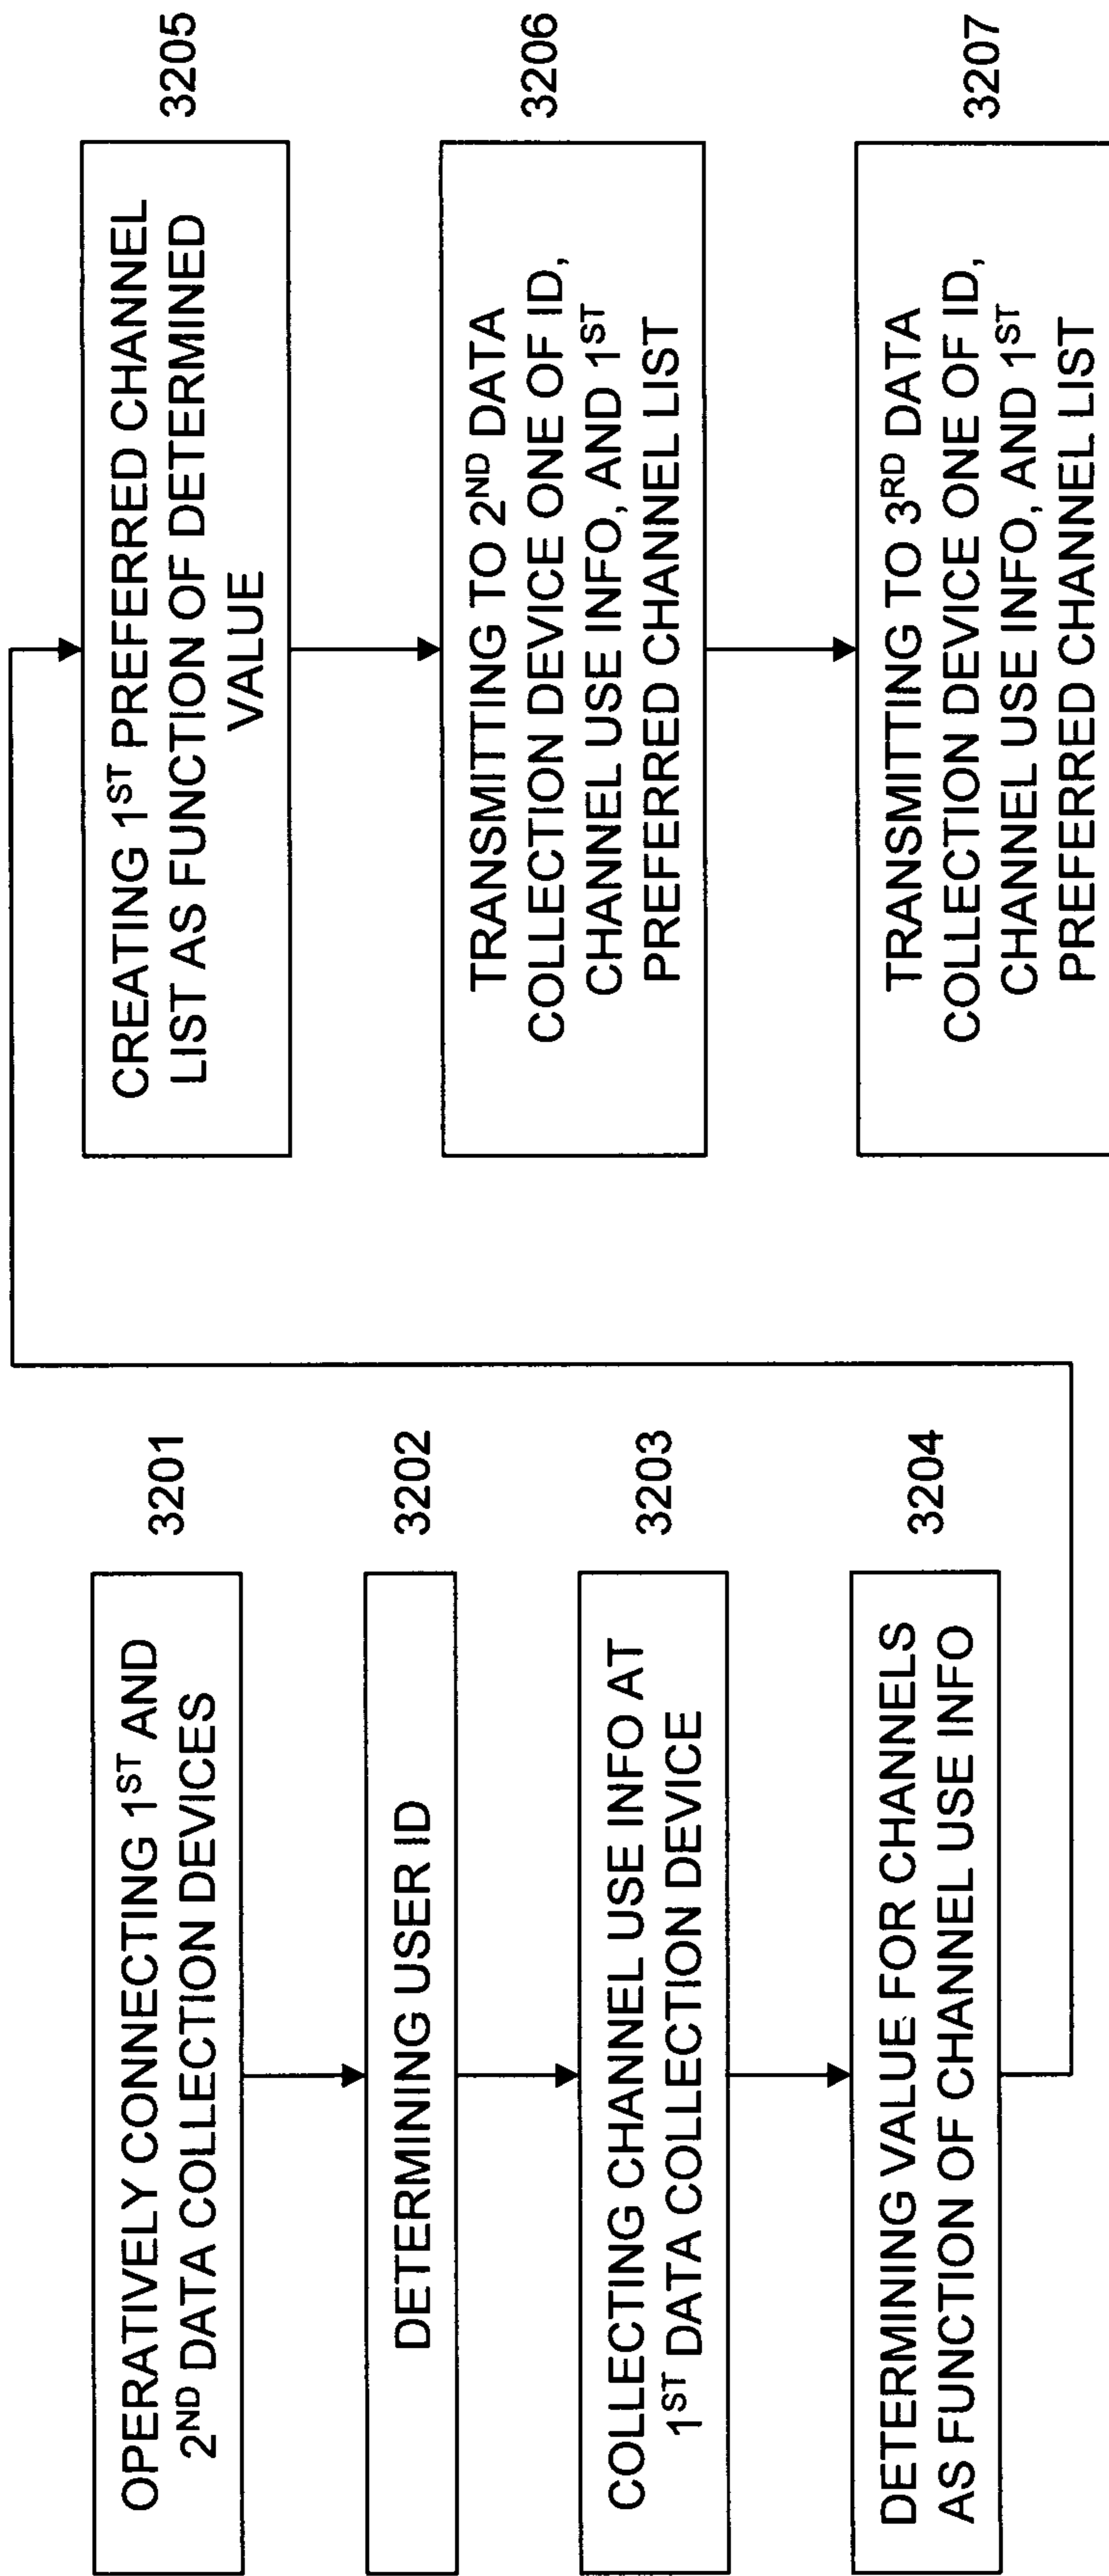 OPERATIVELY CONNECTING 1ST AND
2ND DATA COLLECTION DEVICES
3201
DETERMINING USER ID
3202
COLLECTING CHANNEL USE INFO AT
1ST DATA COLLECTION DEVICE
3203
DETERMINING VALUE FOR CHANNELS
AS FUNCTION OF CHANNEL USE INFO
3204
CREATING 1ST PREFERRED CHANNEL
LIST AS FUNCTION OF DETERMINED
VALUE
3205
TRANSMITTING TO 2ND DATA
COLLECTION DEVICE ONE OF ID,
CHANNEL USE INFO, AND 1ST
PREFERRED CHANNEL LIST
3206
TRANSMITTING TO 3RD DATA
COLLECTION DEVICE ONE OF ID,
CHANNEL USE INFO, AND 1ST
PREFERRED CHANNEL LIST
3207